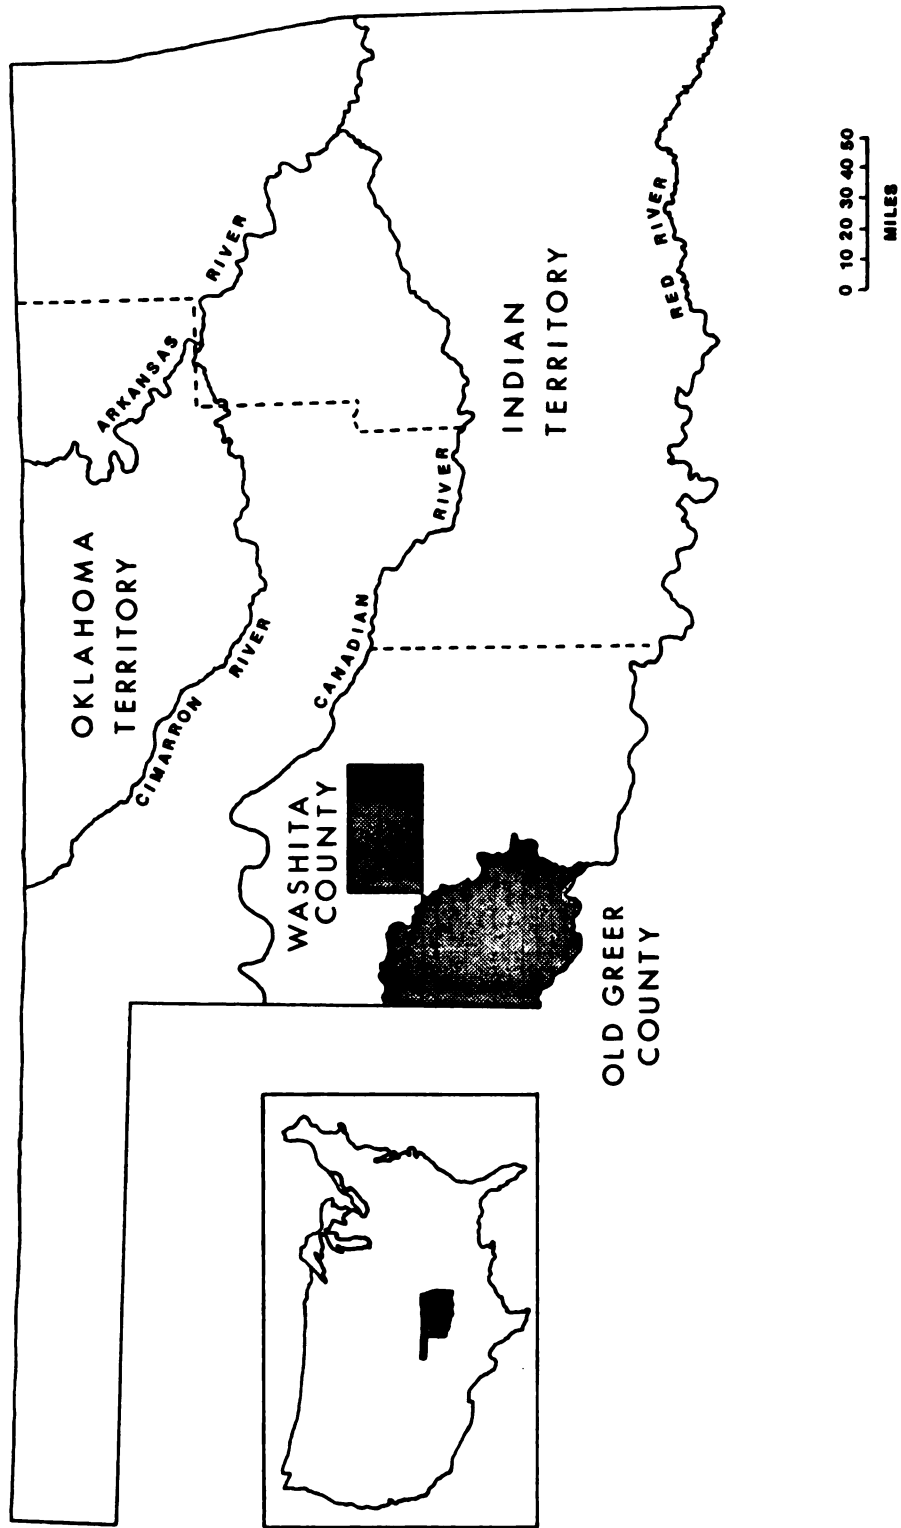 OKLAHOMA
TERRITORY
ARKANSAS
RIVER
CIMARRON
RIVER
CANADIAN
RIVER
INDIAN
TERRITORY
WASHITA
COUNTY
OLD GREER
COUNTY
RED RIVER
0 10 20 30 40 50
MILES